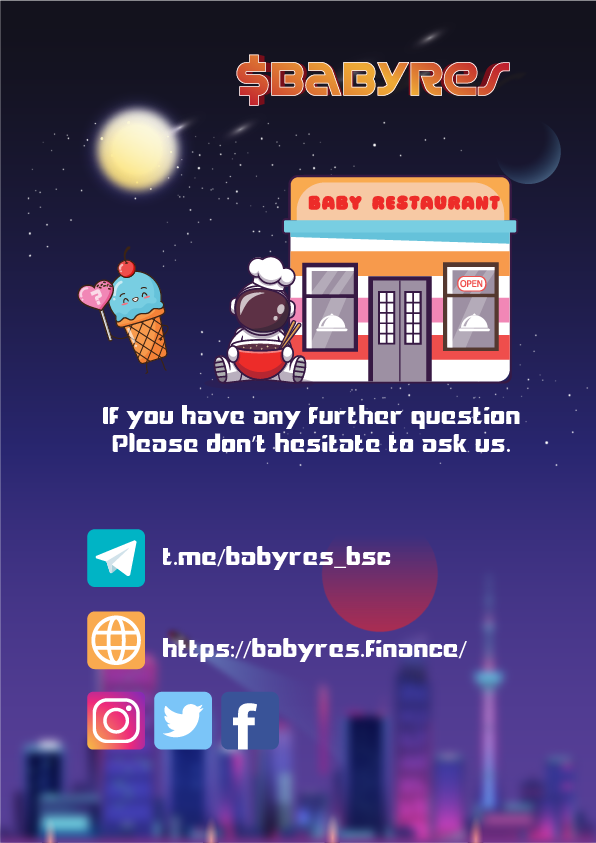 $BABYRES
BABY RESTAURANT
OPEN
?
If you have any further question
Please don't hesitate to ask us.
t.me/babyres_bsc
https://babyres.finance/